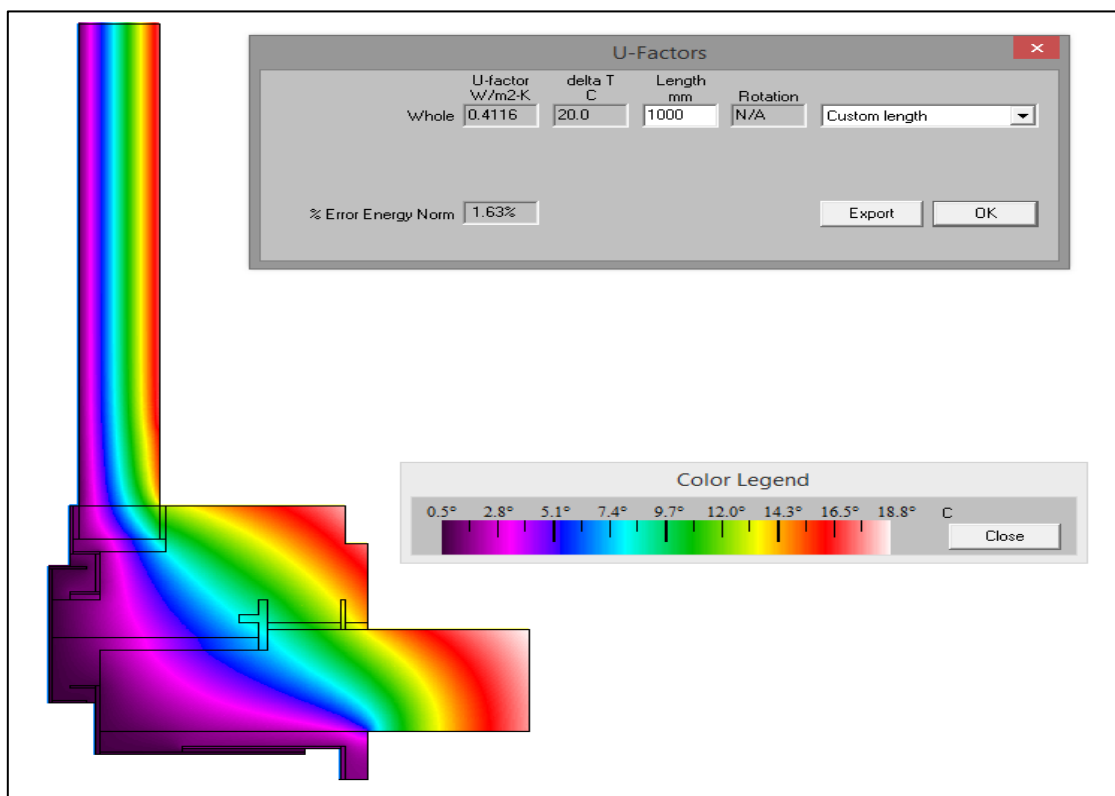 U-Factors
U-factor delta T Length
W/m2-K C mm Rotation
Whole 0.4116 20.0 1000 N/A Custom length
% Error Energy Norm 1.63% Export OK
Color Legend
0.5° 2.8° 5.1° 7.4° 9.7° 12.0° 14.3° 16.5° 18.8° C
Close